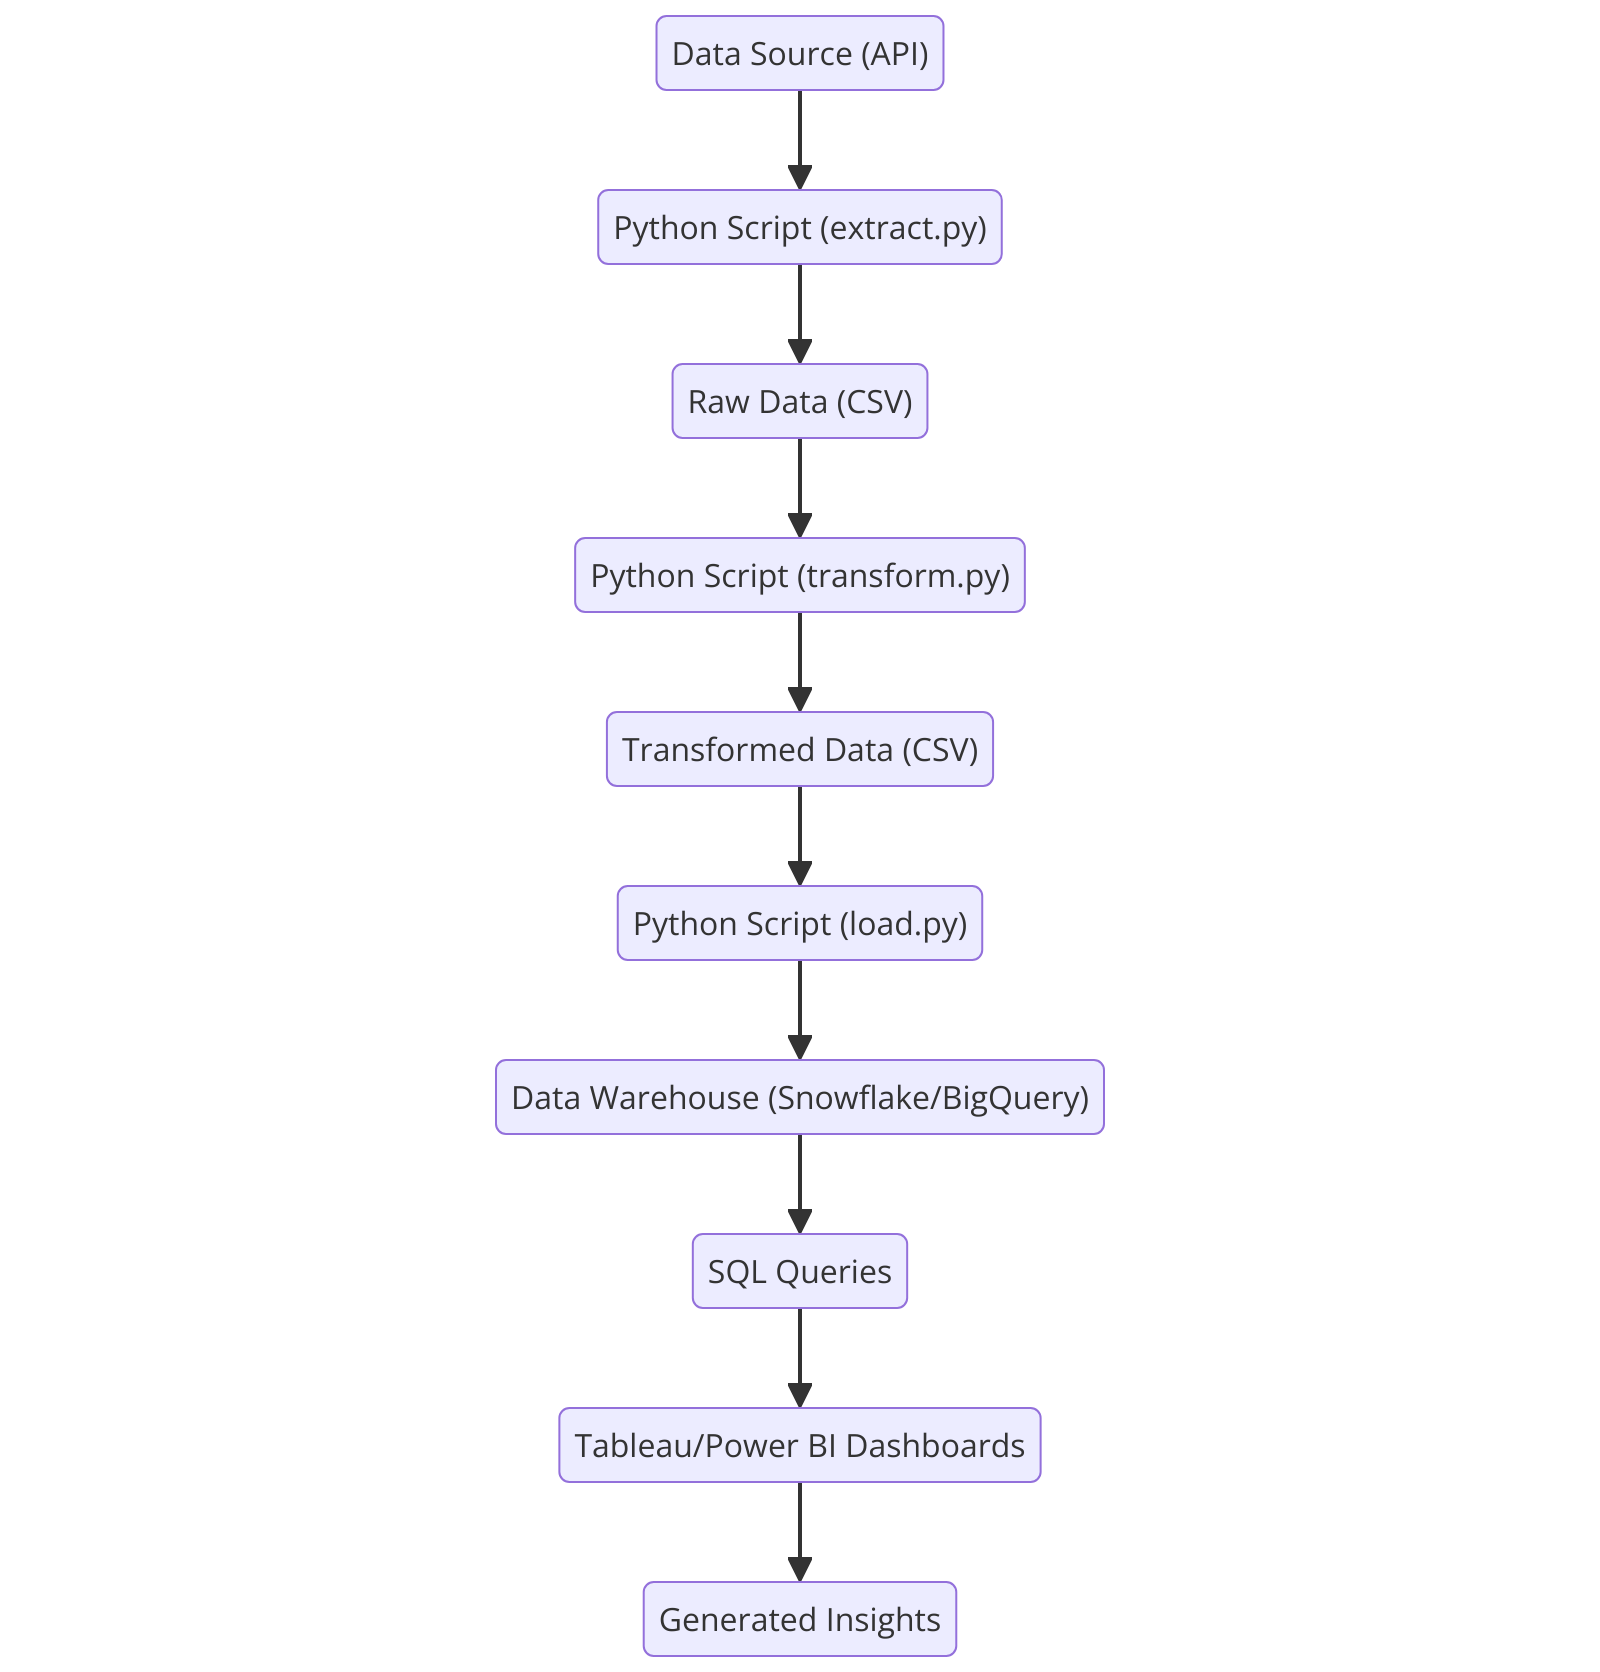 Data Source (API)
Python Script (extract.py)
Raw Data (CSV)
Python Script (transform.py)
Transformed Data (CSV)
Python Script (load.py)
Data Warehouse (Snowflake/BigQuery)
SQL Queries
Tableau/Power BI Dashboards
Generated Insights